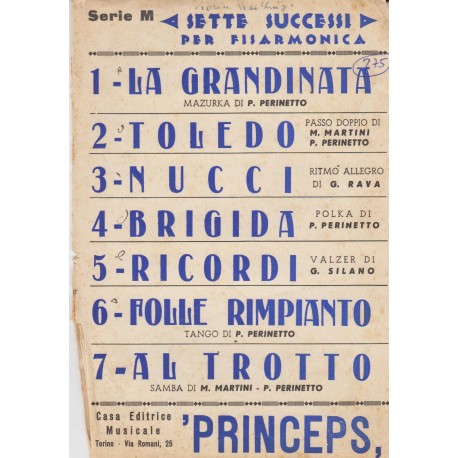 Serie M
SETTE SUCCESSI
PER FISARMONICA
275
1 - LA GRANDINATA
MAZURKA DI P. PERINETTO
2 - TOLEDO
PASSO DOPPIO DI
M. MARTINI
P. PERINETTO
3 - NUCCI
RITMO ALLEGRO
DI G. RAVA
4 - BRIGIDA
POLKA DI
P. PERINETTO
5 - RICORDI
VALZER DI
G. SILANO
6 - FOLLE RIMPIANTO
TANGO DI P. PERINETTO
7 - AL TROTTO
SAMBA DI M. MARTINI - P. PERINETTO
Casa Editrice
Musicale
Torino - Via Romani, 25
'PRINCEPS,